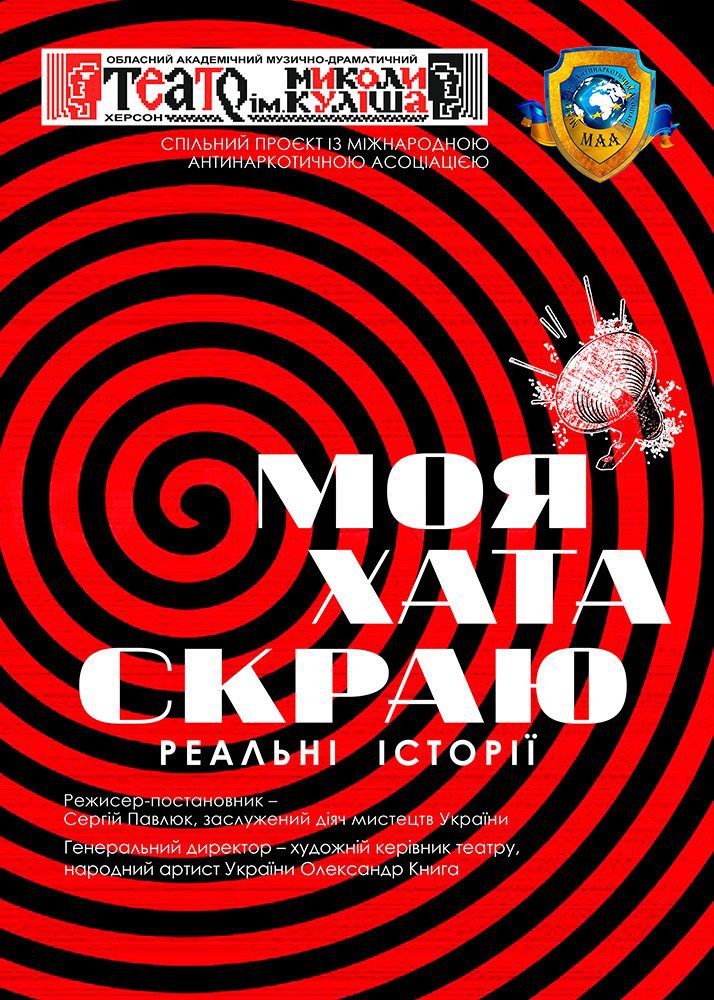 ОБЛАСНИЙ АКАДЕМІЧНИЙ МУЗИЧНО-ДРАМАТИЧНИЙ
ТЕАТР ім. МИКОЛИ КУЛІША
ХЕРСОН
СПІЛЬНИЙ ПРОЄКТ ІЗ МІЖНАРОДНОЮ
АНТИНАРКОТИЧНОЮ АСОЦІАЦІЄЮ
МАА
МОЯ
ХАТА
СКРАЮ
РЕАЛЬНІ ІСТОРІЇ
Режисер-постановник –
Сергій Павлюк, заслужений діяч мистецтв України
Генеральний директор – художній керівник театру,
народний артист України Олександр Книга